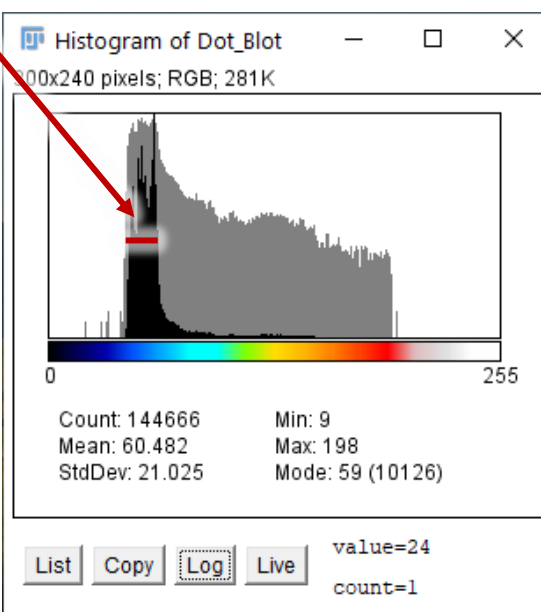 Histogram of Dot_Blot
300x240 pixels; RGB; 281K
0 255
Count: 144666 Min: 9
Mean: 60.482 Max: 198
StdDev: 21.025 Mode: 59 (10126)
List Copy Log Live value=24
count=1